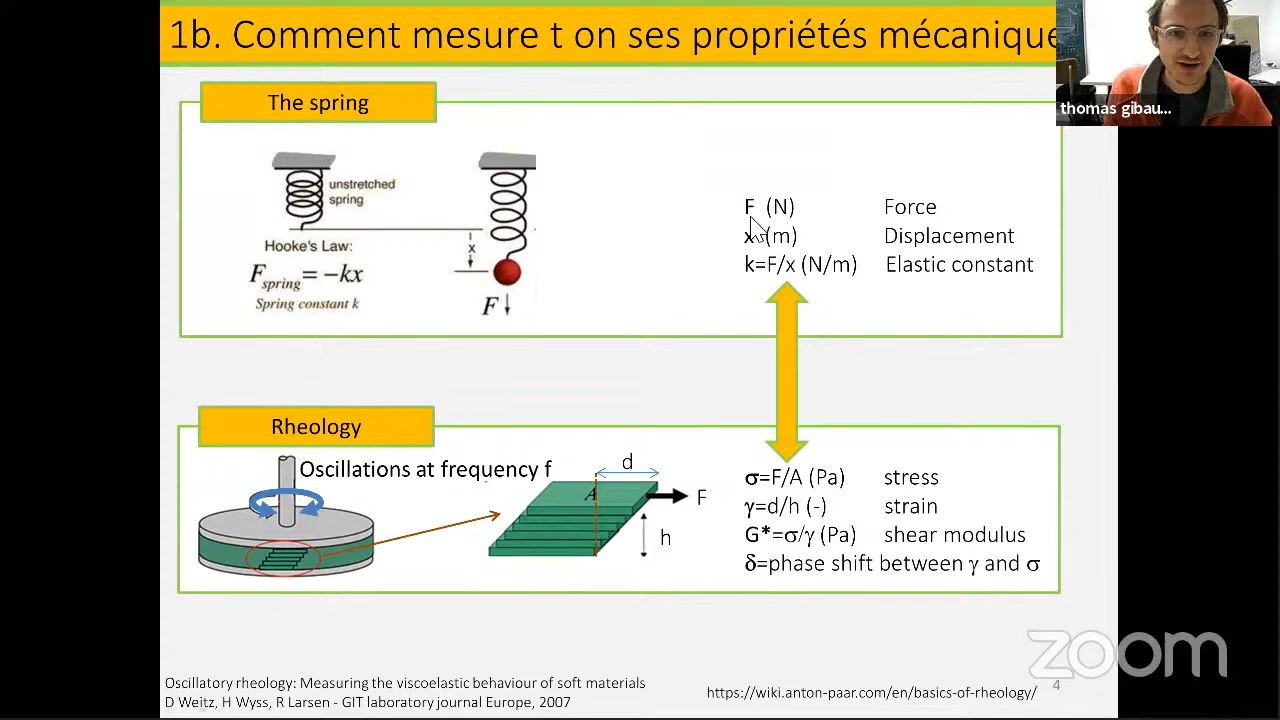 1b. Comment mesure t on ses propriétés mécanique
thomas gibau...
The spring
unstretched
spring
Hooke's Law:
Fspring = −kx
Spring constant k
x
F
F (N) Force
x (m) Displacement
k=F/x (N/m) Elastic constant
Rheology
Oscillations at frequency f
d
A
F
h
σ=F/A (Pa) stress
γ=d/h (-) strain
G*=σ/γ (Pa) shear modulus
δ=phase shift between γ and σ
zoom
Oscillatory rheology: Measuring the viscoelastic behaviour of soft materials
D Weitz, H Wyss, R Larsen - GIT laboratory journal Europe, 2007
https://wiki.anton-paar.com/en/basics-of-rheology/
4